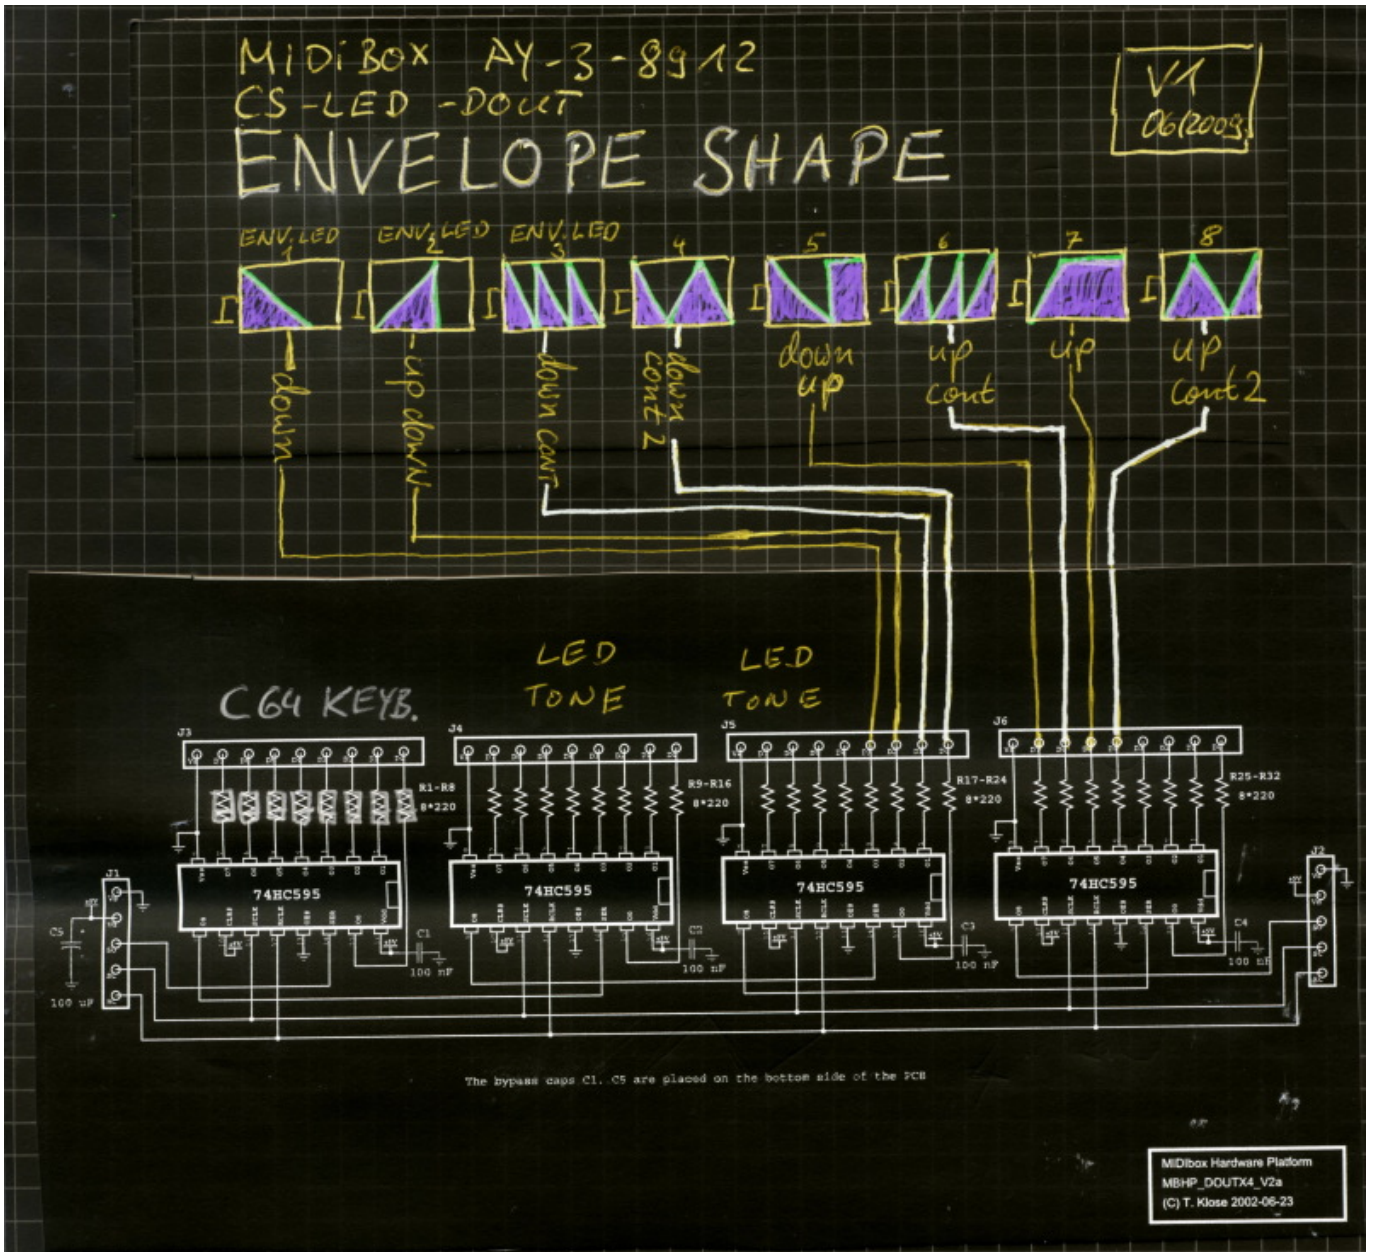 MIDIBOX AY-3-8912
CS-LED -DOUT
ENVELOPE SHAPE
V1
06/2009
ENV.LED ENV.LED ENV.LED
1 2 3 4 5 6 7 8
down
up down
down cont
down
cont 2
down
up
up
cont
up
up
cont 2
C64 KEYB.
LED
TONE
LED
TONE
J3
J4
J5
J6
R1-R8
8*220
R9-R16
8*220
R17-R24
8*220
R25-R32
8*220
74HC595
74HC595
74HC595
74HC595
J1
J2
C5
100 uF
C1
100 nF
C2
100 nF
C3
100 nF
C4
100 nF
The bypass caps C1..C5 are placed on the bottom side of the PCB
MIDIbox Hardware Platform
MBHP_DOUTX4_V2a
(C) T. Klose 2002-06-23